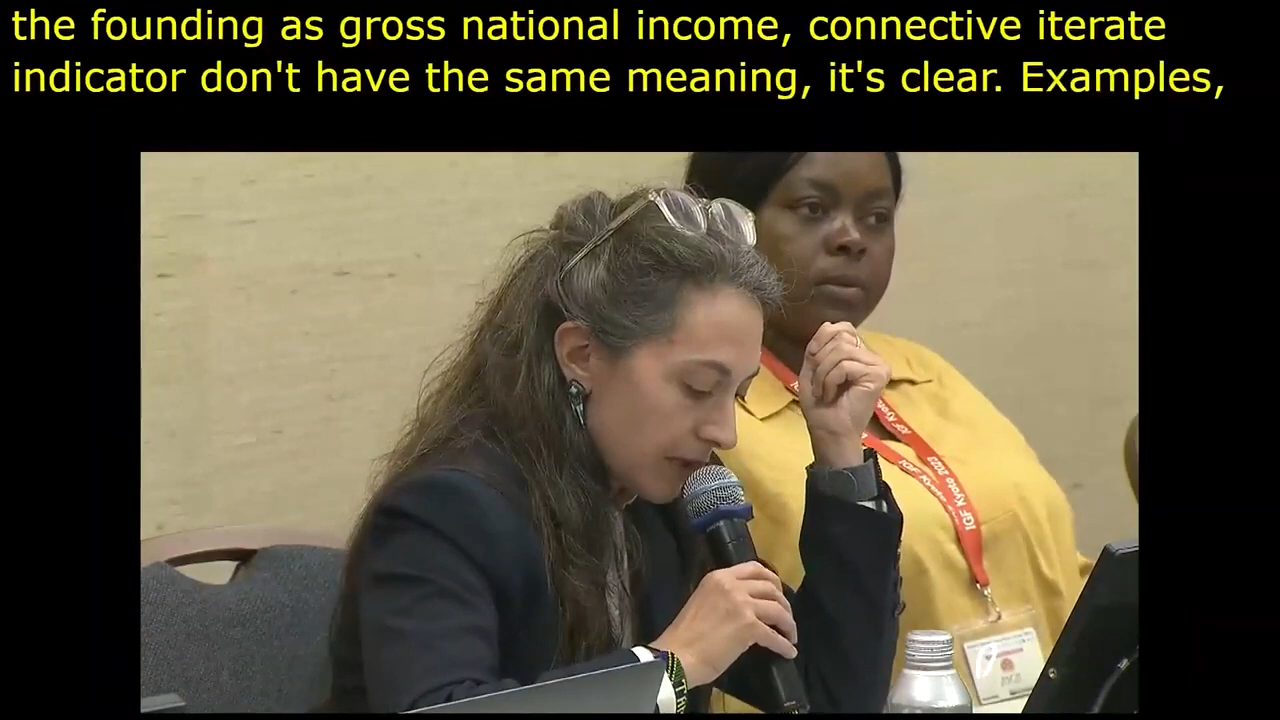 the founding as gross national income, connective iterate
indicator don't have the same meaning, it's clear. Examples,
IGF Kyoto 2023